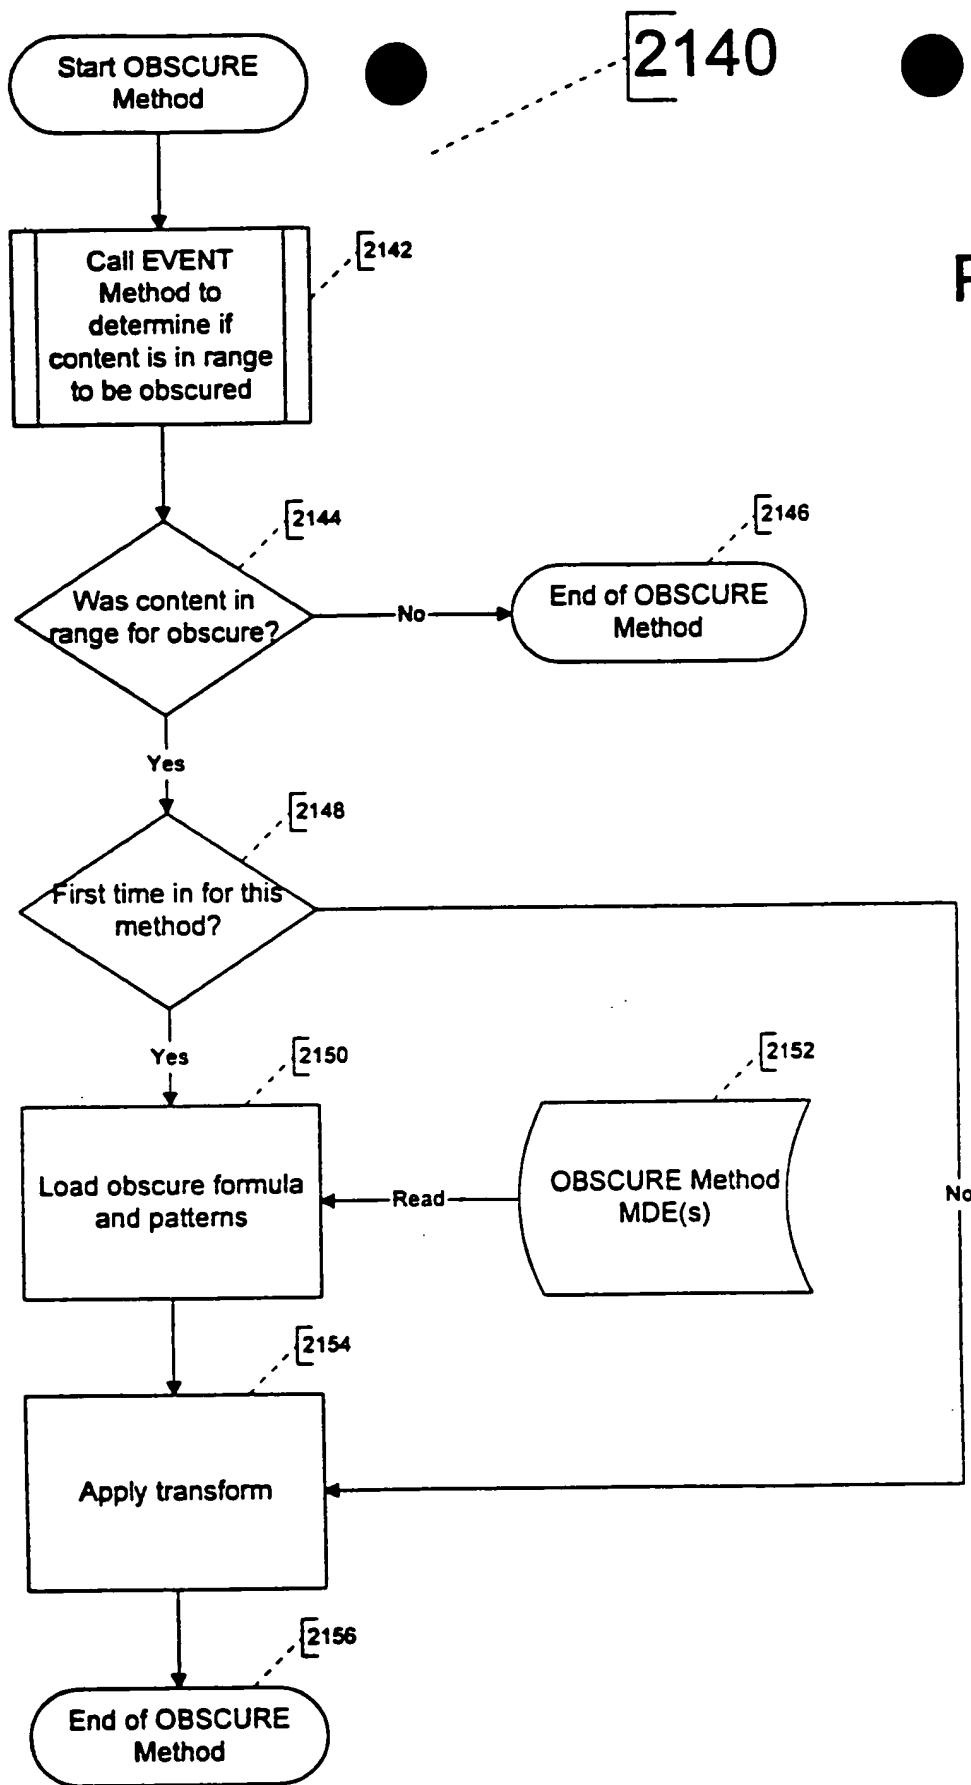 Start OBSCURE
Method
2140
Call EVENT
Method to
determine if
content is in range
to be obscured
2142
2144
Was content in
range for obscure?
No
2146
End of OBSCURE
Method
Yes
2148
First time in for this
method?
Yes
2150
Load obscure formula
and patterns
Read
2152
OBSCURE Method
MDE(s)
No
2154
Apply transform
2156
End of OBSCURE
Method